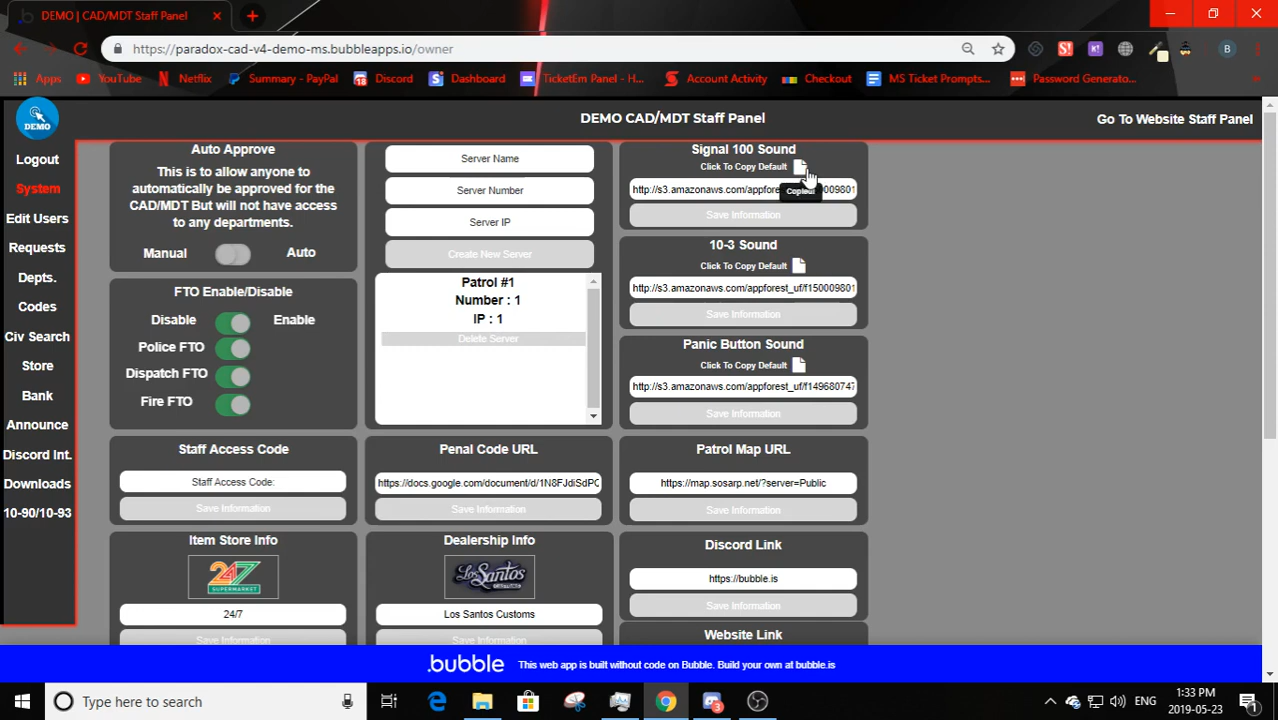 DEMO | CAD/MDT Staff Panel
https://paradox-cad-v4-demo-ms.bubbleapps.io/owner
B
Apps YouTube Netflix Summary - PayPal Discord Dashboard TicketEm Panel - H... Account Activity Checkout MS Ticket Prompts... Password Generato...
DEMO
DEMO CAD/MDT Staff Panel
Go To Website Staff Panel
Logout
System
Edit Users
Requests
Depts.
Codes
Civ Search
Store
Bank
Announce
Discord Int.
Downloads
10-90/10-93
Auto Approve
This is to allow anyone to
automatically be approved for the
CAD/MDT But will not have access
to any departments.
Manual Auto
FTO Enable/Disable
Disable Enable
Police FTO
Dispatch FTO
Fire FTO
Server Name
Server Number
Server IP
Create New Server
Patrol #1
Number : 1
IP : 1
Delete Server
Signal 100 Sound
Click To Copy Default
Copied!
Save Information
10-3 Sound
Click To Copy Default
http://s3.amazonaws.com/appforest_uf/f15000980
Save Information
Panic Button Sound
Click To Copy Default
http://s3.amazonaws.com/appforest_uf/f149680747
Save Information
Staff Access Code
Staff Access Code:
Save Information
Penal Code URL
https://docs.google.com/document/d/1N8FJdiSdPC
Save Information
Patrol Map URL
https://map.sosarp.net/?server=Public
Save Information
Item Store Info
24/7
SUPERMARKET
24/7
Save Information
Dealership Info
Los Santos
CUSTOMS
Los Santos Customs
Save Information
Discord Link
https://bubble.is
Save Information
Website Link
.bubble This web app is built without code on Bubble. Build your own at bubble.is
Type here to search
3
ENG
1:33 PM
2019-05-23
1